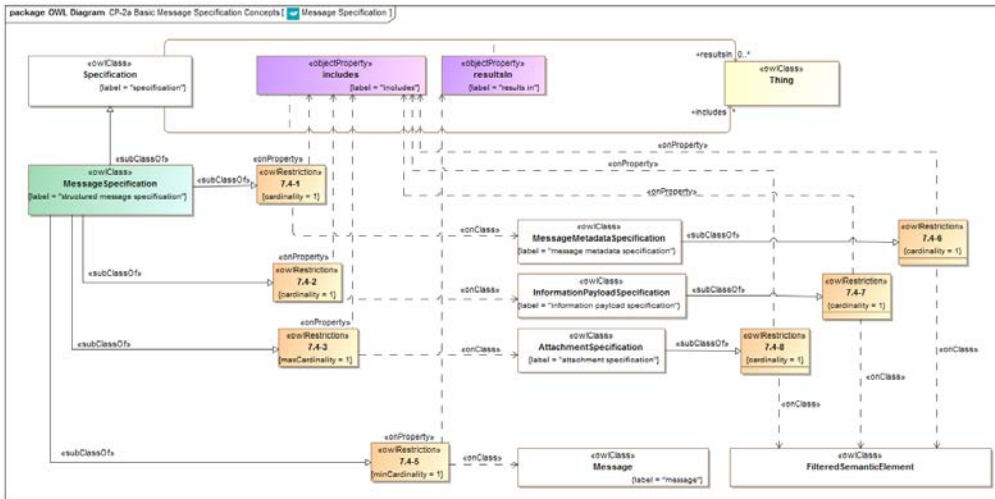 package OWL Diagram CP-2a Basic Message Specification Concepts [ Message Specification ]
«owlClass»
Specification
[label = "specification"]
«objectProperty»
includes
[label = "includes"]
«objectProperty»
resultsIn
[label = "results in"]
+resultsIn 0..*
«owlClass»
Thing
+includes *
«subClassOf»
«onProperty»
«onProperty»
«onProperty»
«onProperty»
«owlClass»
MessageSpecification
[label = "structured message specification"]
«subClassOf»
«owlRestriction»
7.4-1
{cardinality = 1}
«onClass»
«owlClass»
MessageMetadataSpecification
[label = "message metadata specification"]
«subClassOf»
«owlRestriction»
7.4-6
{cardinality = 1}
«onProperty»
«owlRestriction»
7.4-2
{cardinality = 1}
«subClassOf»
«onClass»
«owlClass»
InformationPayloadSpecification
[label = "information payload specification"]
«subClassOf»
«owlRestriction»
7.4-7
{cardinality = 1}
«onProperty»
«owlRestriction»
7.4-3
{maxCardinality = 1}
«subClassOf»
«onClass»
«owlClass»
AttachmentSpecification
[label = "attachment specification"]
«subClassOf»
«owlRestriction»
7.4-8
{cardinality = 1}
«onClass»
«onClass»
«onClass»
«onProperty»
«subClassOf»
«owlRestriction»
7.4-5
{minCardinality = 1}
«onClass»
«owlClass»
Message
[label = "message"]
«owlClass»
FilteredSemanticElement